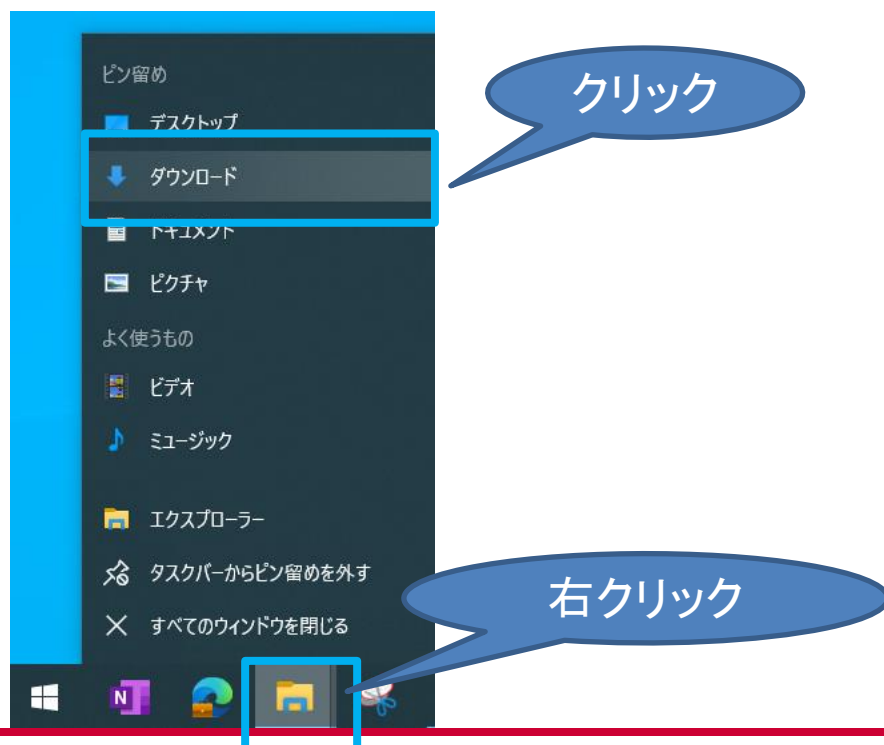 ピン留め
デスクトップ
ダウンロード
ドキュメント
ピクチャ
よく使うもの
ビデオ
ミュージック
エクスプローラー
タスクバーからピン留めを外す
すべてのウィンドウを閉じる
クリック
右クリック
N